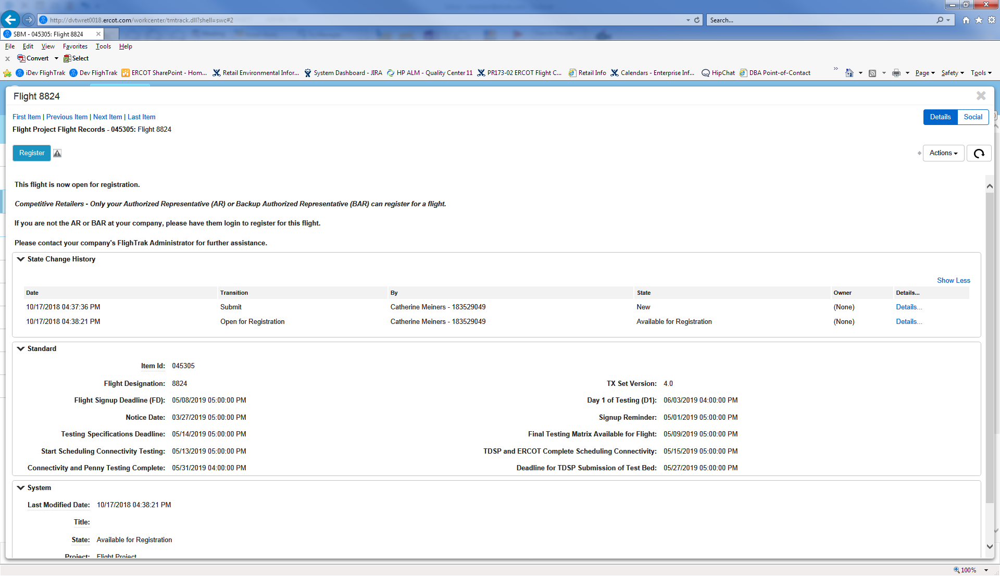 http://dvtwret0018.ercot.com/workcenter/tmtrack.dll?shell=swc#2
Search...
SBM - 045305: Flight 8824
File Edit View Favorites Tools Help
Convert Select
iDev FlighTrak Dev FlighTrak ERCOT SharePoint - Hom... Retail Environmental Infor... System Dashboard - JIRA HP ALM - Quality Center 11 PR173-02 ERCOT Flight C... Retail Info Calendars - Enterprise Inf... HipChat DBA Point-of-Contact » Page Safety Tools
Flight 8824
First Item | Previous Item | Next Item | Last Item
Details Social
Flight Project Flight Records - 045305: Flight 8824
Register
Actions
This flight is now open for registration.
Competitive Retailers - Only your Authorized Representative (AR) or Backup Authorized Representative (BAR) can register for a flight.
If you are not the AR or BAR at your company, please have them login to register for this flight.
Please contact your company's FlighTrak Administrator for further assistance.
State Change History
Show Less
Date Transition By State Owner Details...
10/17/2018 04:37:36 PM Submit Catherine Meiners - 183529049 New (None) Details...
10/17/2018 04:38:21 PM Open for Registration Catherine Meiners - 183529049 Available for Registration (None) Details...
Standard
Item Id: 045305
Flight Designation: 8824 TX Set Version: 4.0
Flight Signup Deadline (FD): 05/08/2019 05:00:00 PM Day 1 of Testing (D1): 06/03/2019 04:00:00 PM
Notice Date: 03/27/2019 05:00:00 PM Signup Reminder: 05/01/2019 05:00:00 PM
Testing Specifications Deadline: 05/14/2019 05:00:00 PM Final Testing Matrix Available for Flight: 05/09/2019 05:00:00 PM
Start Scheduling Connectivity Testing: 05/13/2019 05:00:00 PM TDSP and ERCOT Complete Scheduling Connectivity: 05/15/2019 05:00:00 PM
Connectivity and Penny Testing Complete: 05/31/2019 04:00:00 PM Deadline for TDSP Submission of Test Bed: 05/27/2019 05:00:00 PM
System
Last Modified Date: 10/17/2018 04:38:21 PM
Title:
State: Available for Registration
Project: Flight Project
100%